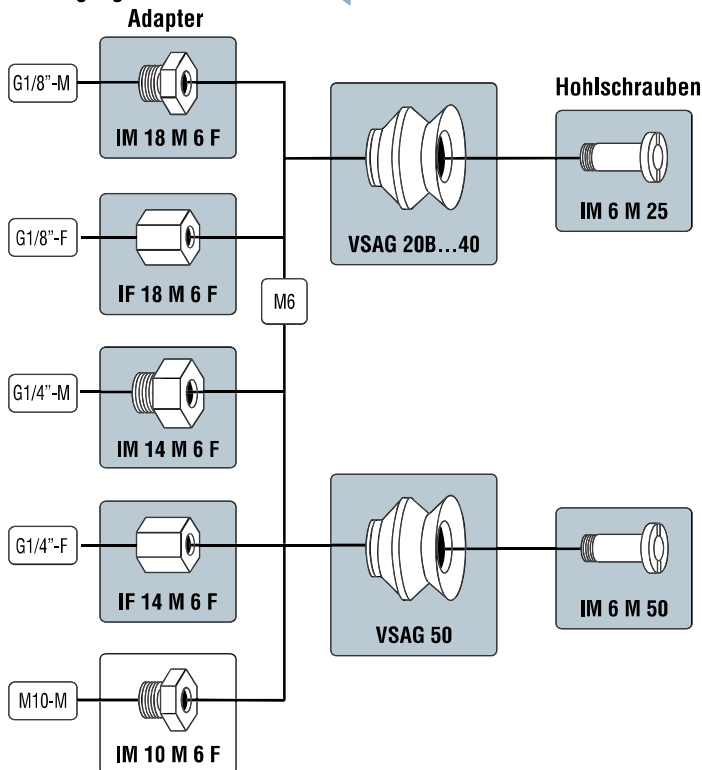 Adapter
G1/8"-M
IM 18 M 6 F
G1/8"-F
IF 18 M 6 F
M6
G1/4"-M
IM 14 M 6 F
G1/4"-F
IF 14 M 6 F
M10-M
IM 10 M 6 F
VSAG 20B...40
VSAG 50
Hohlschrauben
IM 6 M 25
IM 6 M 50